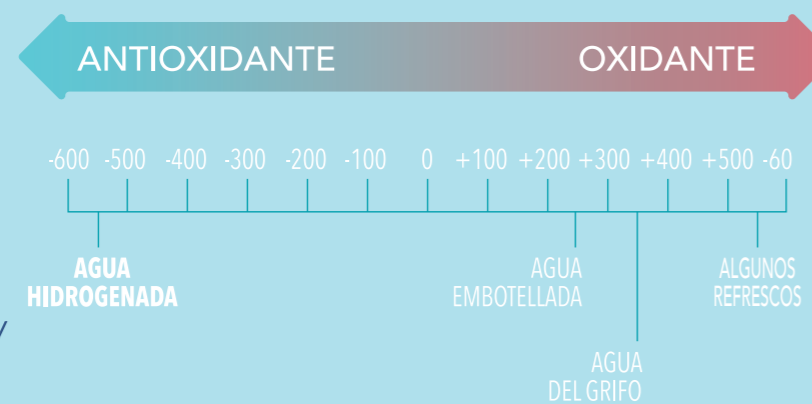 ANTIOXIDANTE OXIDANTE
-600 -500 -400 -300 -200 -100 0 +100 +200 +300 +400 +500 -60
AGUA
HIDROGENADA
AGUA
EMBOTELLADA
ALGUNOS
REFRESCOS
AGUA
DEL GRIFO